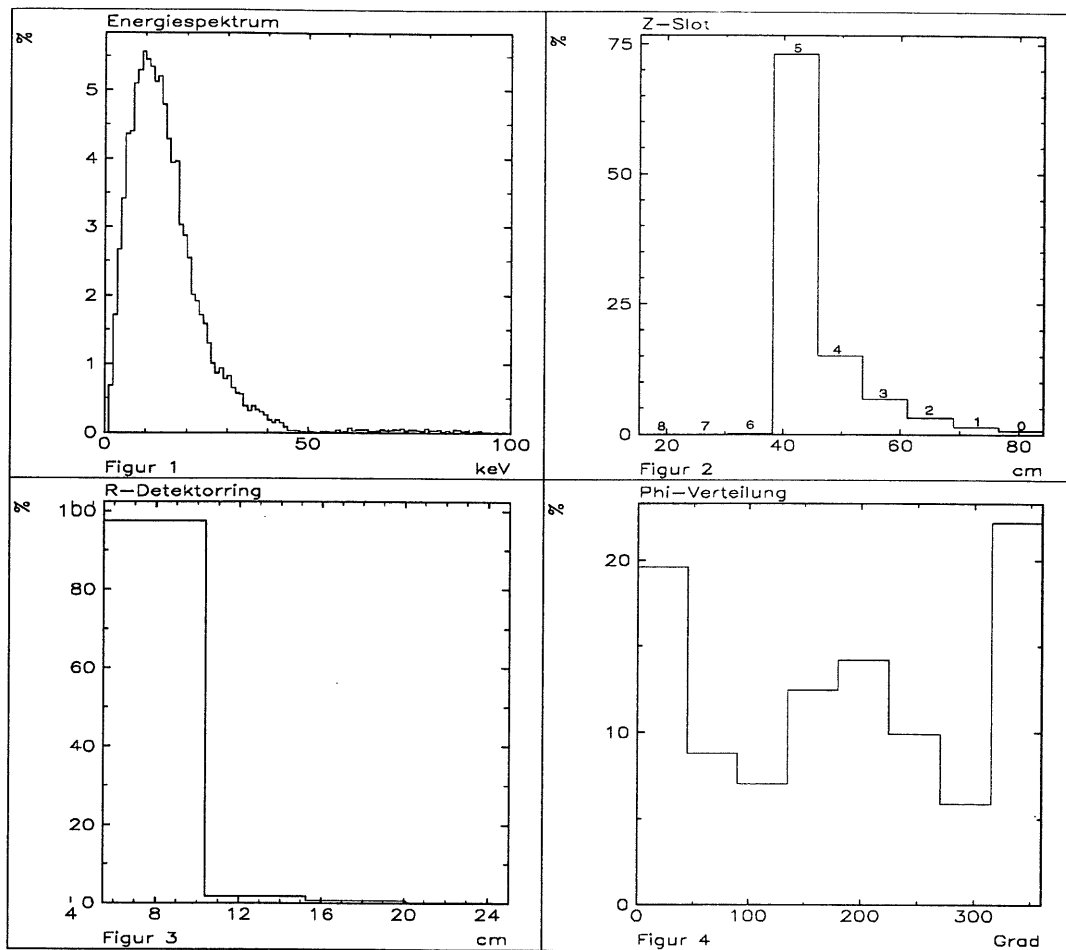 Energiespektrum
%
5
4
3
2
1
0
0 50 100
Figur 1 keV
Z-Slot
%
75
50
25
0
5
4
3
2
1
0
8 7 6
20 40 60 80
Figur 2 cm
R-Detektorring
%
100
80
60
40
20
0
4 8 12 16 20 24
Figur 3 cm
Phi-Verteilung
%
20
10
0
0 100 200 300
Figur 4 Grad